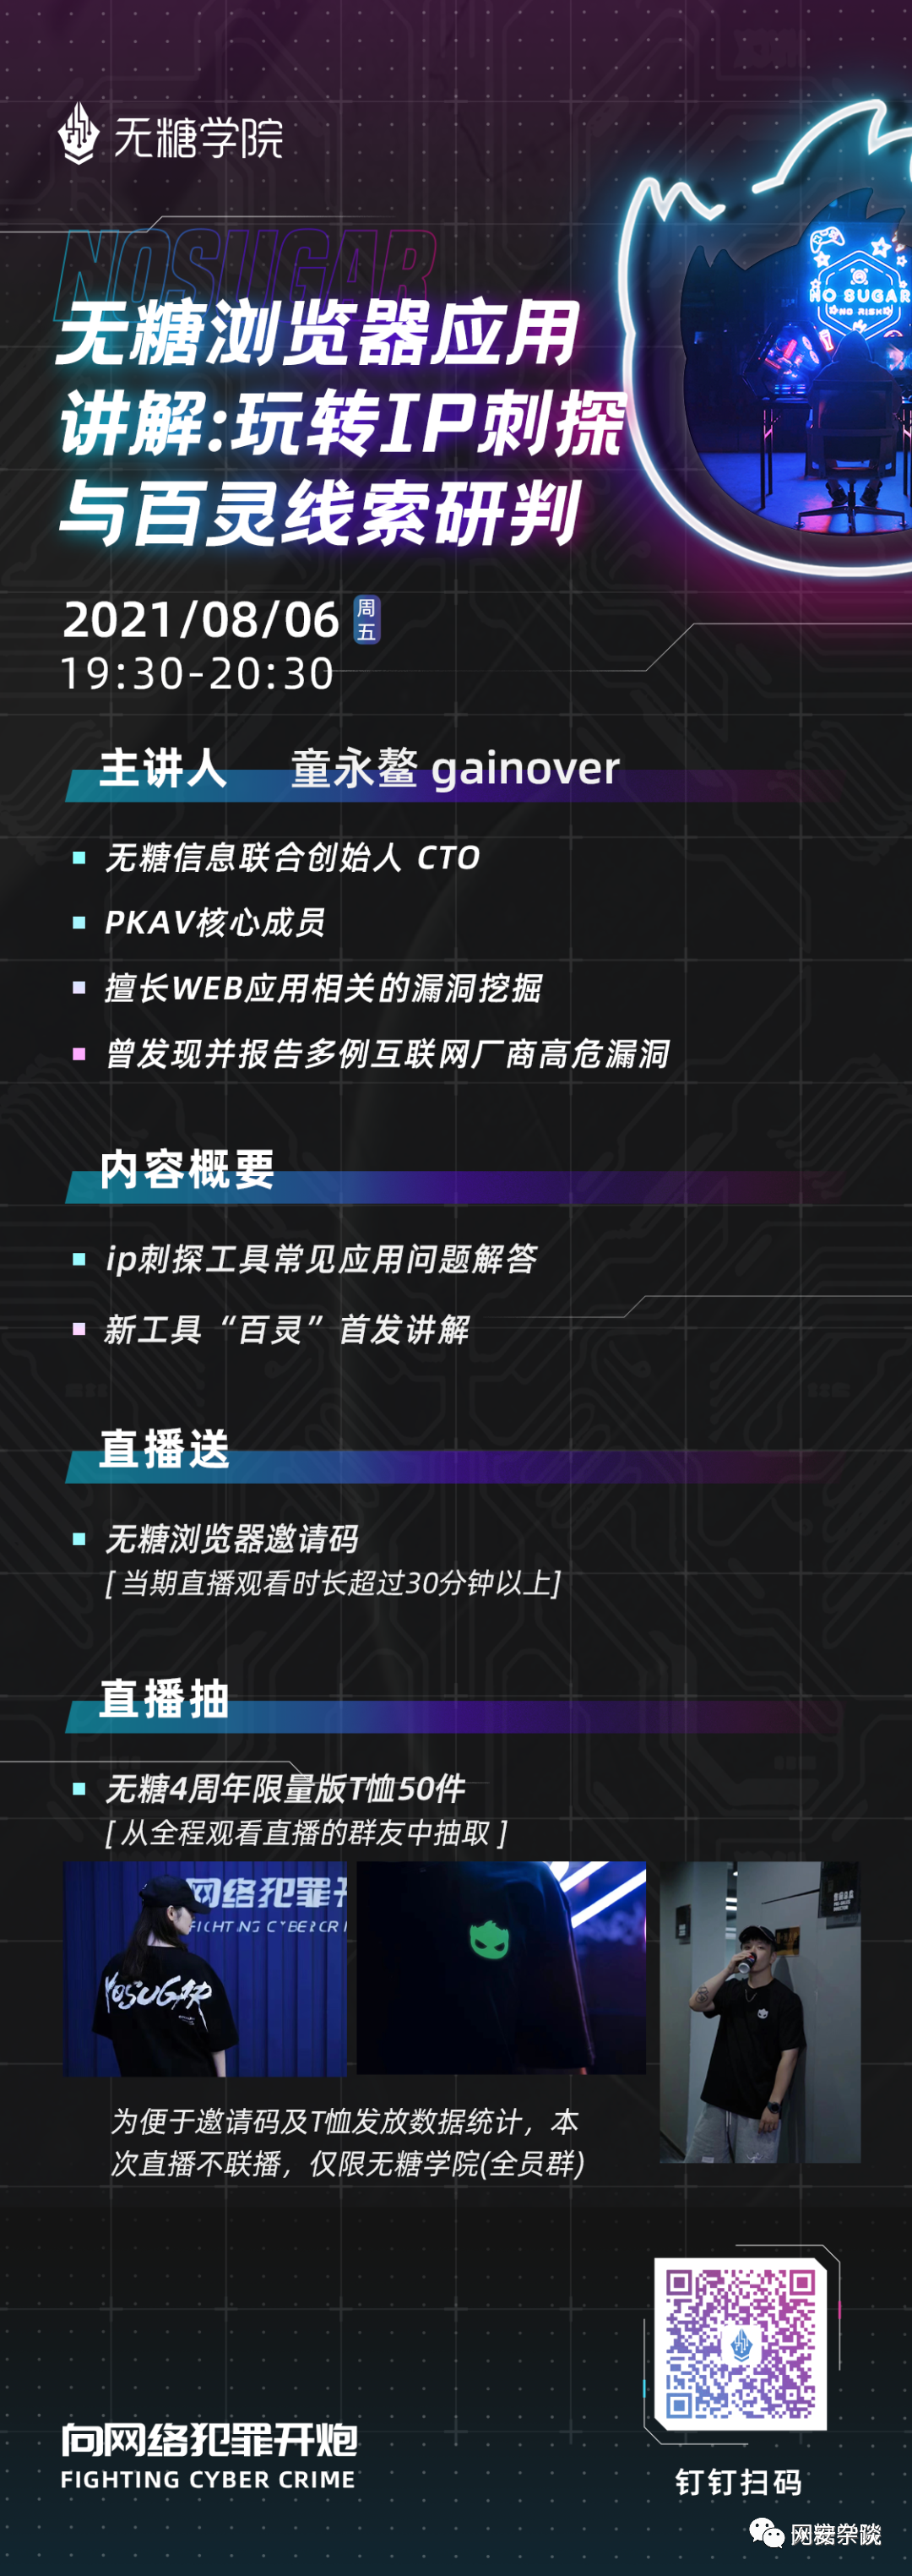 无糖学院
NOSUGAR
NO SUGAR
NO RISK
无糖浏览器应用
讲解:玩转IP刺探
与百灵线索研判
2021/08/06 周五
19:30-20:30
主讲人 童永鳌 gainover
无糖信息联合创始人 CTO
PKAV核心成员
擅长WEB应用相关的漏洞挖掘
曾发现并报告多例互联网厂商高危漏洞
内容概要
ip刺探工具常见应用问题解答
新工具“百灵”首发讲解
直播送
无糖浏览器邀请码
[ 当期直播观看时长超过30分钟以上]
直播抽
无糖4周年限量版T恤50件
[ 从全程观看直播的群友中抽取 ]
网络犯罪
FIGHTING CYBERCRI
NOSUGAR
为便于邀请码及T恤发放数据统计，本
次直播不联播，仅限无糖学院(全员群)
向网络犯罪开炮
FIGHTING CYBER CRIME
钉钉扫码